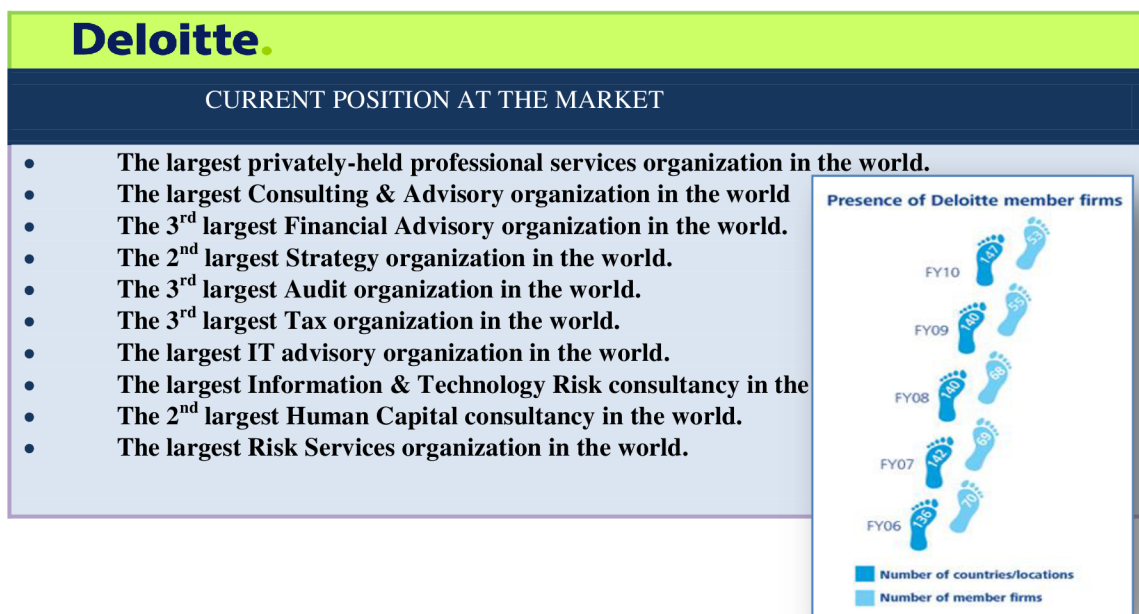 Deloitte.
CURRENT POSITION AT THE MARKET
• The largest privately-held professional services organization in the world.
• The largest Consulting & Advisory organization in the world
• The 3rd largest Financial Advisory organization in the world.
• The 2nd largest Strategy organization in the world.
• The 3rd largest Audit organization in the world.
• The 3rd largest Tax organization in the world.
• The largest IT advisory organization in the world.
• The largest Information & Technology Risk consultancy in the
• The 2nd largest Human Capital consultancy in the world.
• The largest Risk Services organization in the world.
Presence of Deloitte member firms
FY10 147 53
FY09 140 55
FY08 140 68
FY07 142 69
FY06 136 70
Number of countries/locations
Number of member firms